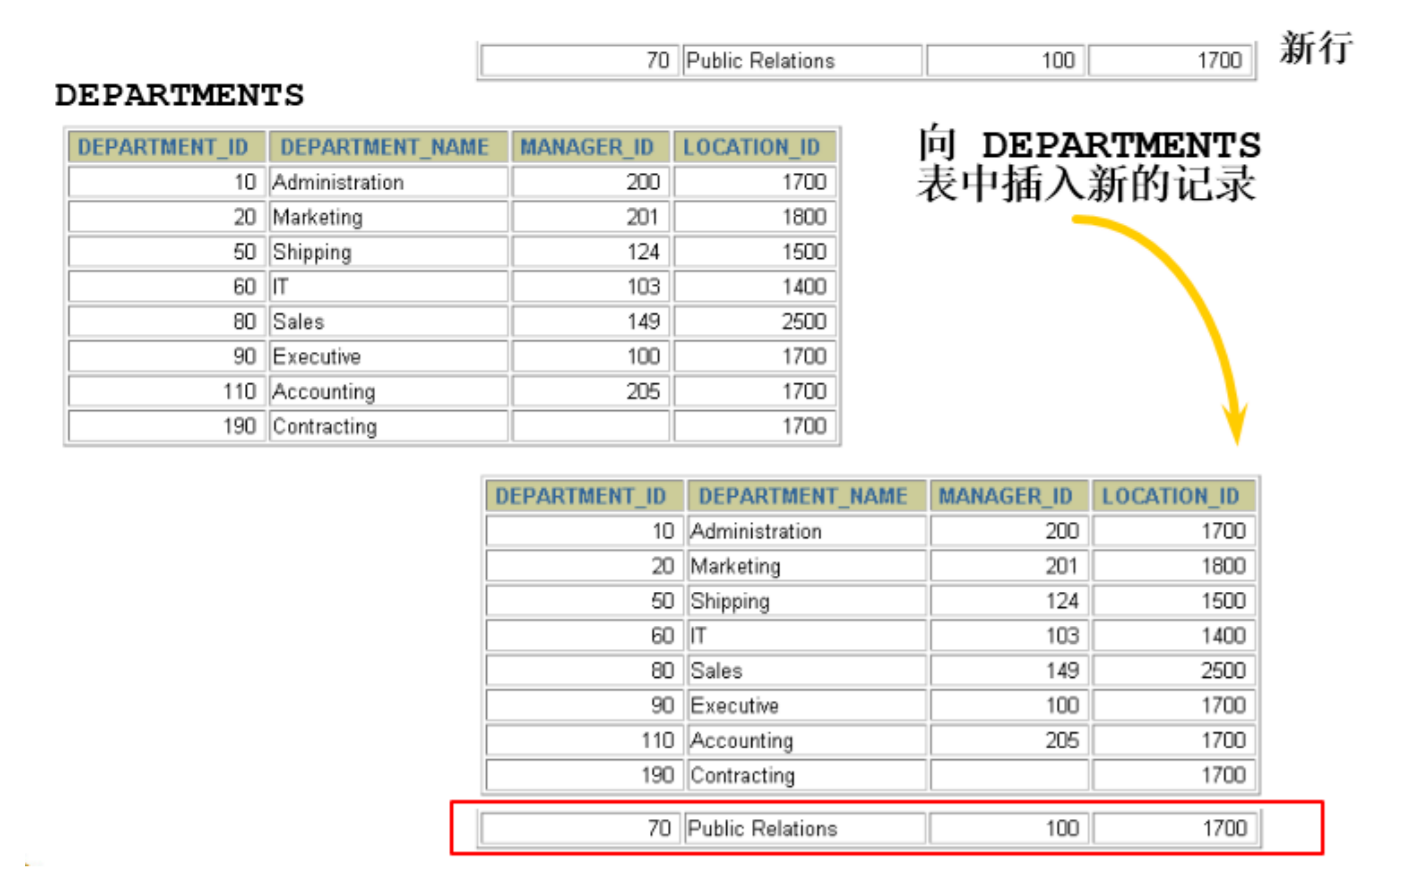 70 Public Relations 100 1700 新行
DEPARTMENTS
DEPARTMENT_ID DEPARTMENT_NAME MANAGER_ID LOCATION_ID
10 Administration 200 1700
20 Marketing 201 1800
50 Shipping 124 1500
60 IT 103 1400
80 Sales 149 2500
90 Executive 100 1700
110 Accounting 205 1700
190 Contracting 1700
向 DEPARTMENTS
表中插入新的记录
DEPARTMENT_ID DEPARTMENT_NAME MANAGER_ID LOCATION_ID
10 Administration 200 1700
20 Marketing 201 1800
50 Shipping 124 1500
60 IT 103 1400
80 Sales 149 2500
90 Executive 100 1700
110 Accounting 205 1700
190 Contracting 1700
70 Public Relations 100 1700